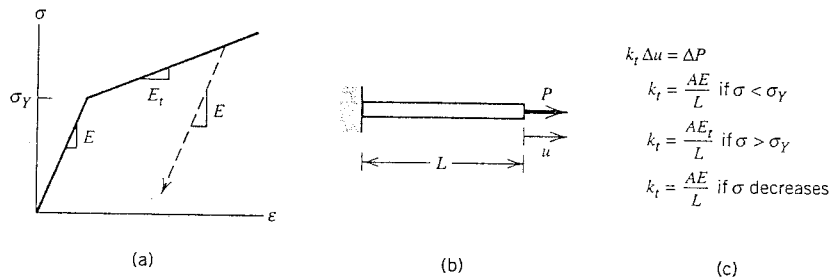 σ
σ_Y
E
E_t
E
ε
(a)
P
u
L
(b)
k_t Δu = ΔP
k_t = AE/L if σ < σ_Y
k_t = AE_t/L if σ > σ_Y
k_t = AE/L if σ decreases
(c)